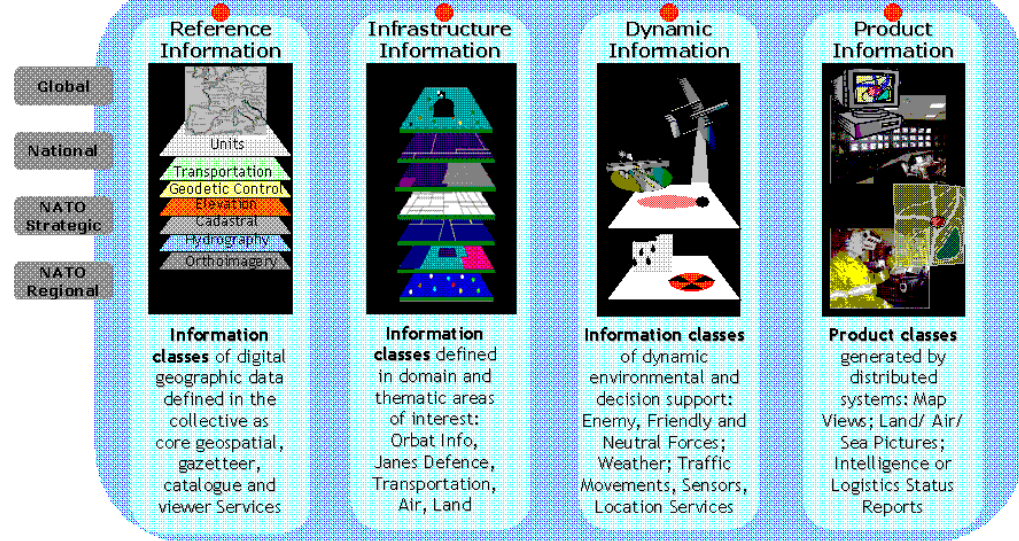 Reference
Information
Infrastructure
Information
Dynamic
Information
Product
Information
Global
National
NATO
Strategic
NATO
Regional
Units
Transportation
Geodetic Control
Elevation
Cadastral
Hydrography
Orthoimagery
Information
classes of digital
geographic data
defined in the
collective as
core geospatial,
gazetteer,
catalogue and
viewer Services
Information
classes defined
in domain and
thematic areas
of interest:
Orbat Info,
Janes Defence,
Transportation,
Air, Land
Information classes
of dynamic
environmental and
decision support:
Enemy, Friendly and
Neutral Forces;
Weather; Traffic
Movements, Sensors,
Location Services
Product classes
generated by
distributed
systems: Map
Views; Land/ Air/
Sea Pictures;
Intelligence or
Logistics Status
Reports